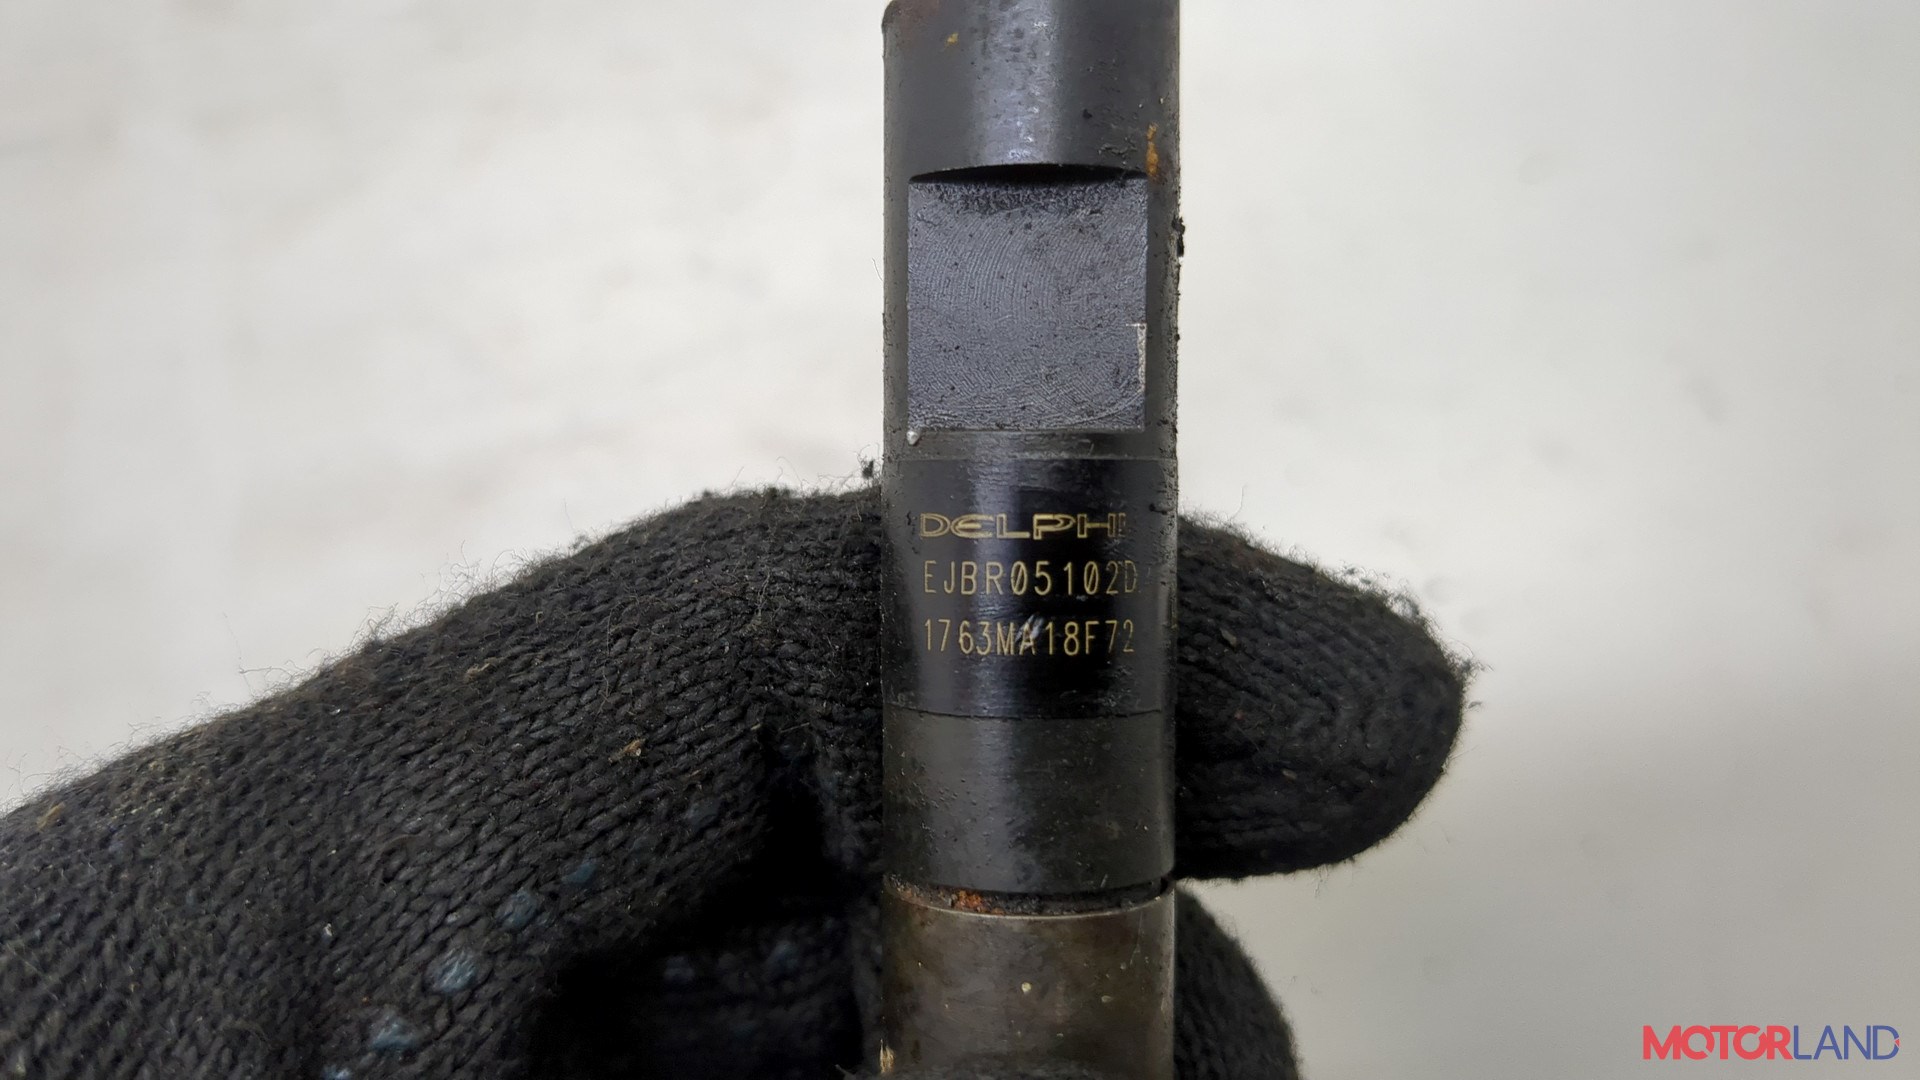 DELPHI
EJBR05102D
1763MA18F72
MOTORLAND